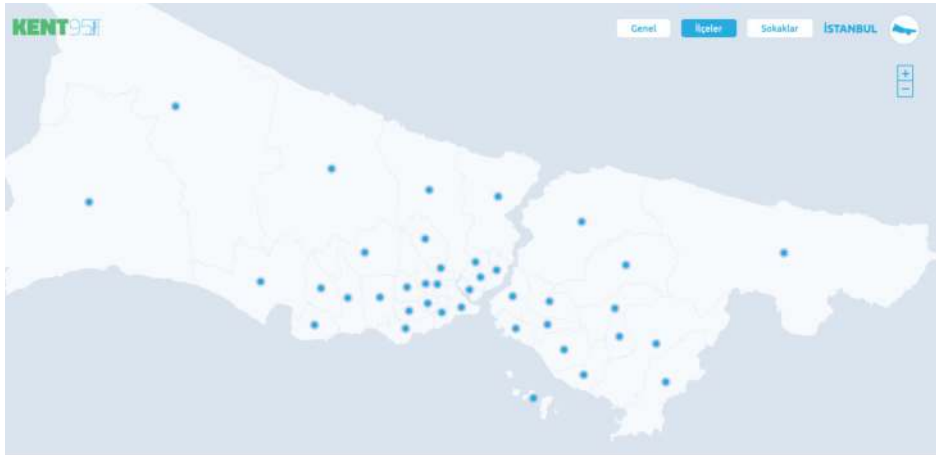 KENT95
Genel
İlçeler
Sokaklar
İSTANBUL
+
−